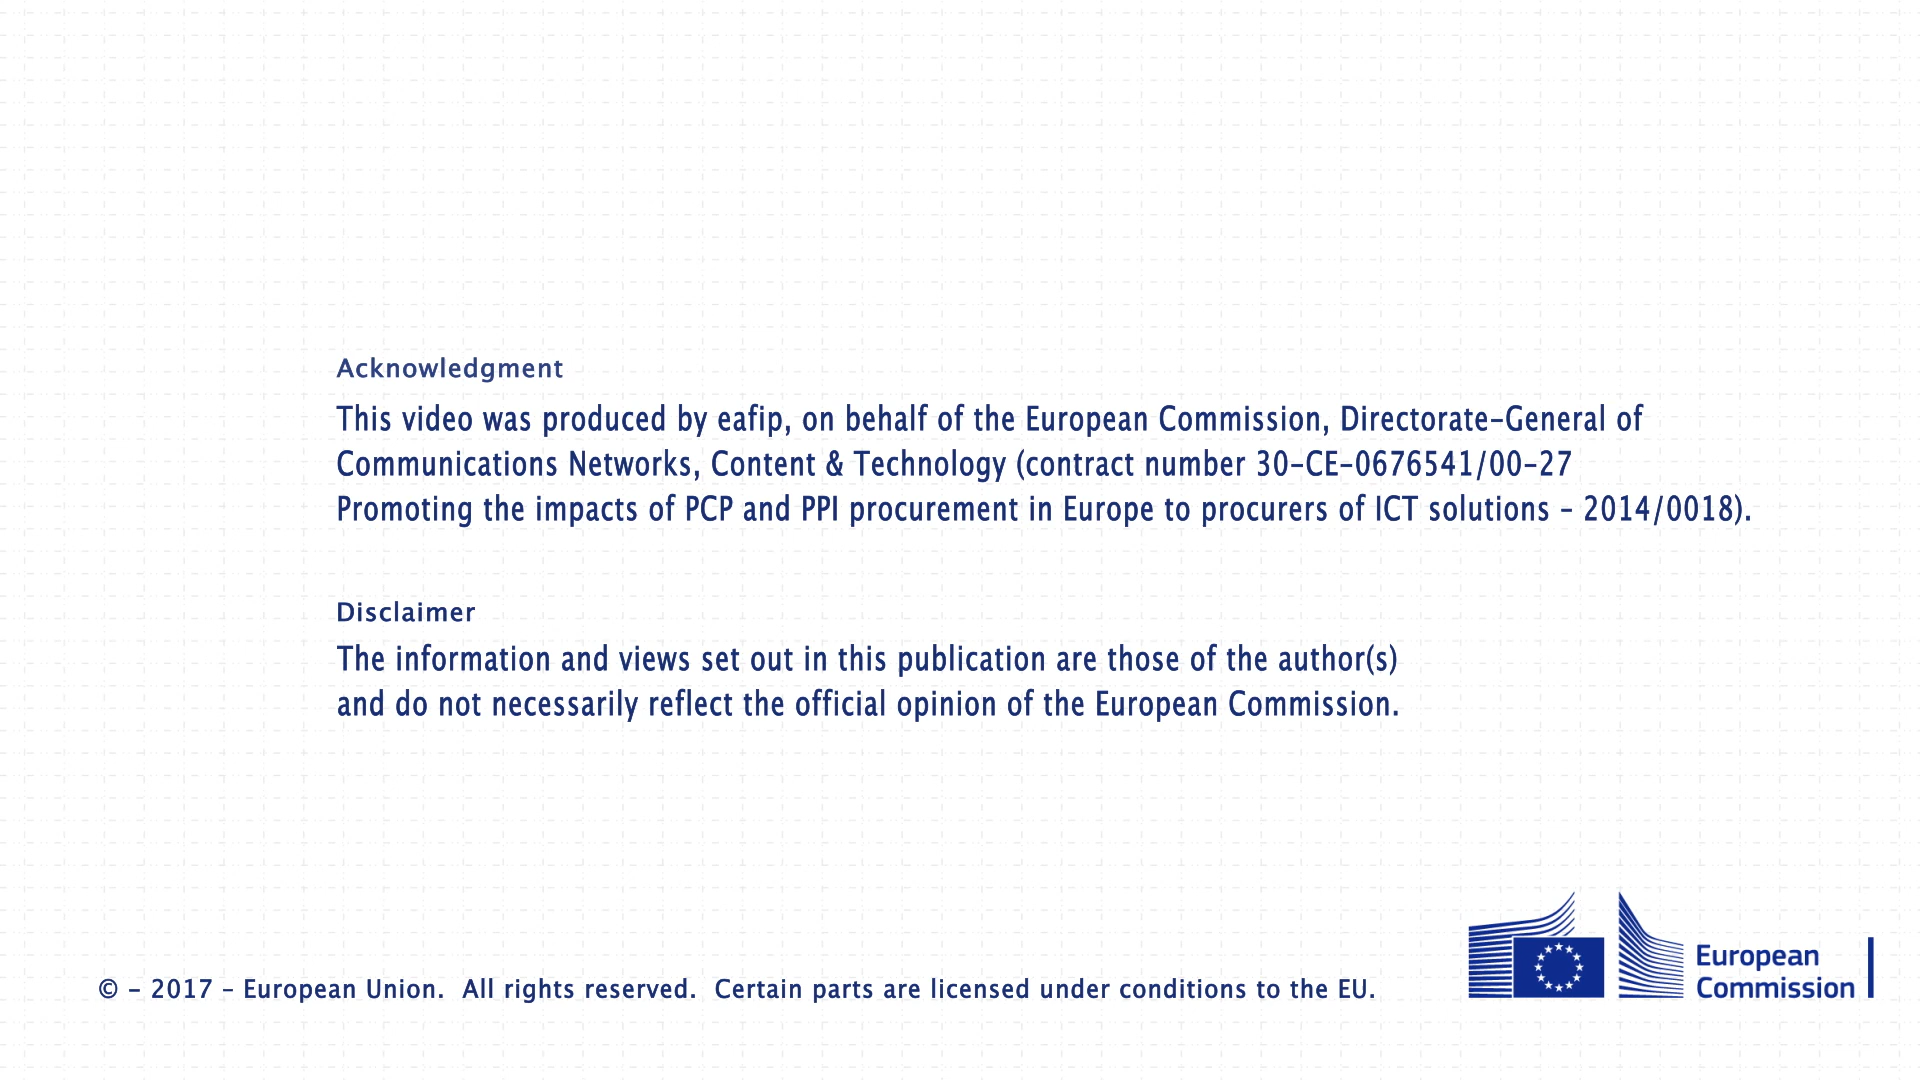 Acknowledgment
This video was produced by eafip, on behalf of the European Commission, Directorate-General of
Communications Networks, Content & Technology (contract number 30-CE-0676541/00-27
Promoting the impacts of PCP and PPI procurement in Europe to procurers of ICT solutions - 2014/0018).
Disclaimer
The information and views set out in this publication are those of the author(s)
and do not necessarily reflect the official opinion of the European Commission.
© - 2017 - European Union. All rights reserved. Certain parts are licensed under conditions to the EU.
European
Commission